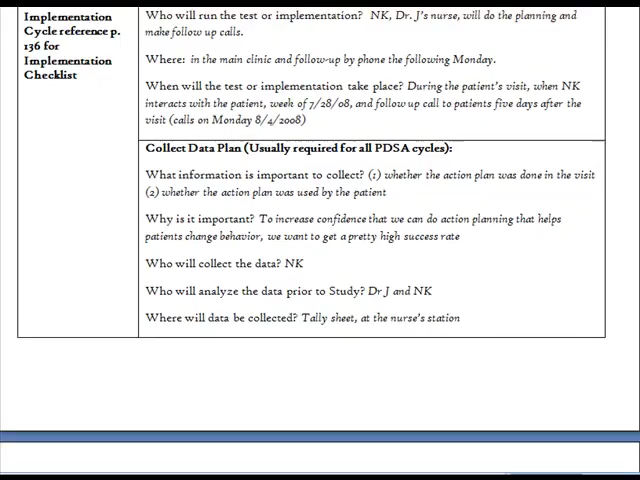 Implementation
Cycle reference p.
136 for
Implementation
Checklist
Who will run the test or implementation? NK, Dr. J's nurse, will do the planning and
make follow up calls.
Where: in the main clinic and follow-up by phone the following Monday.
When will the test or implementation take place? During the patient's visit, when NK
interacts with the patient, week of 7/28/08, and follow up call to patients five days after the
visit (calls on Monday 8/4/2008)
Collect Data Plan (Usually required for all PDSA cycles):
What information is important to collect? (1) whether the action plan was done in the visit
(2) whether the action plan was used by the patient
Why is it important? To increase confidence that we can do action planning that helps
patients change behavior, we want to get a pretty high success rate
Who will collect the data? NK
Who will analyze the data prior to Study? Dr J and NK
Where will data be collected? Tally sheet, at the nurse's station